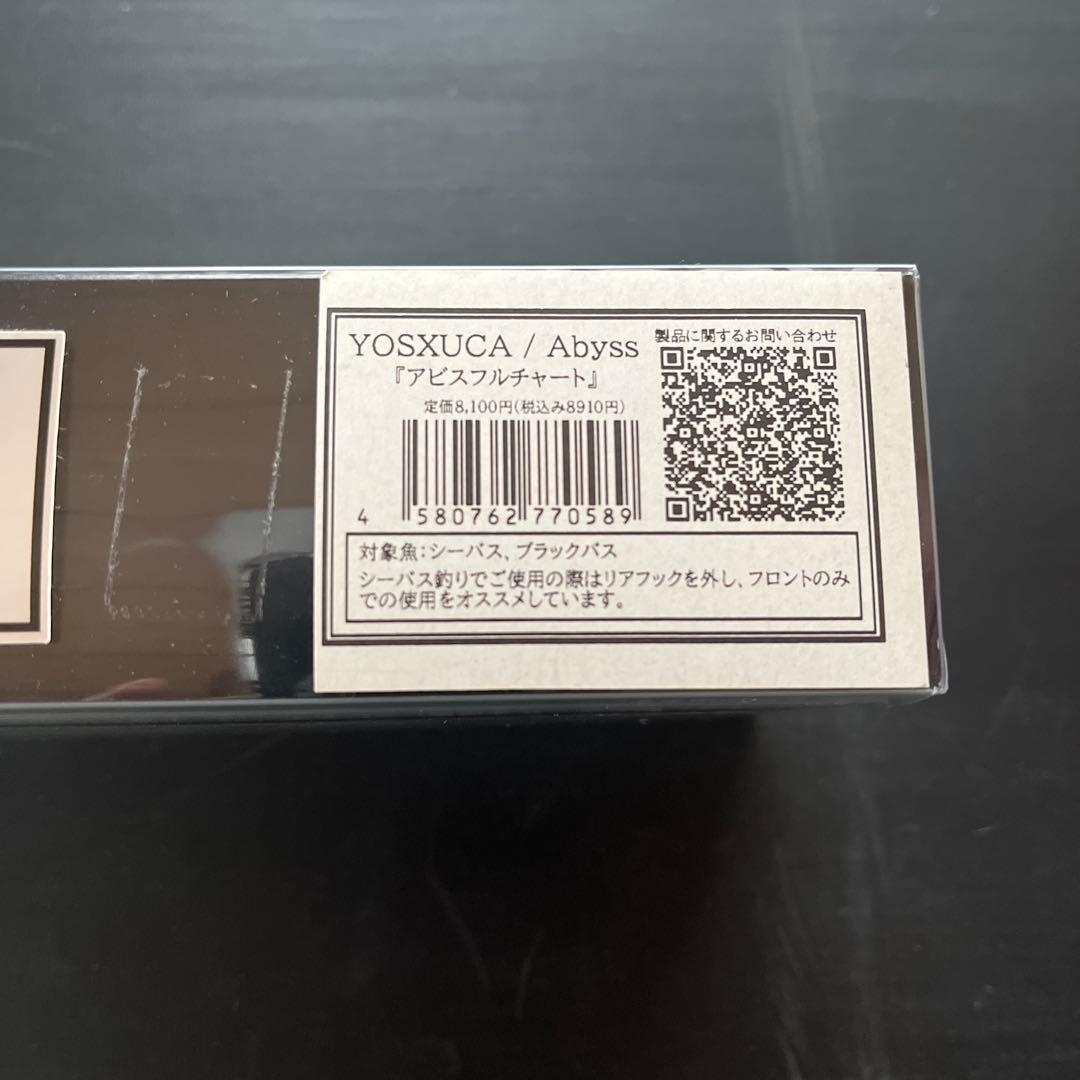 YOSXUCA / Abyss
『アビスフルチャート』
定価8,100円(税込み8910円)
4 580762 770589
製品に関するお問い合わせ
対象魚：シーバス、ブラックバス
シーバス釣りでご使用の際はリアフックを外し、フロントのみ
での使用をオススメしています。